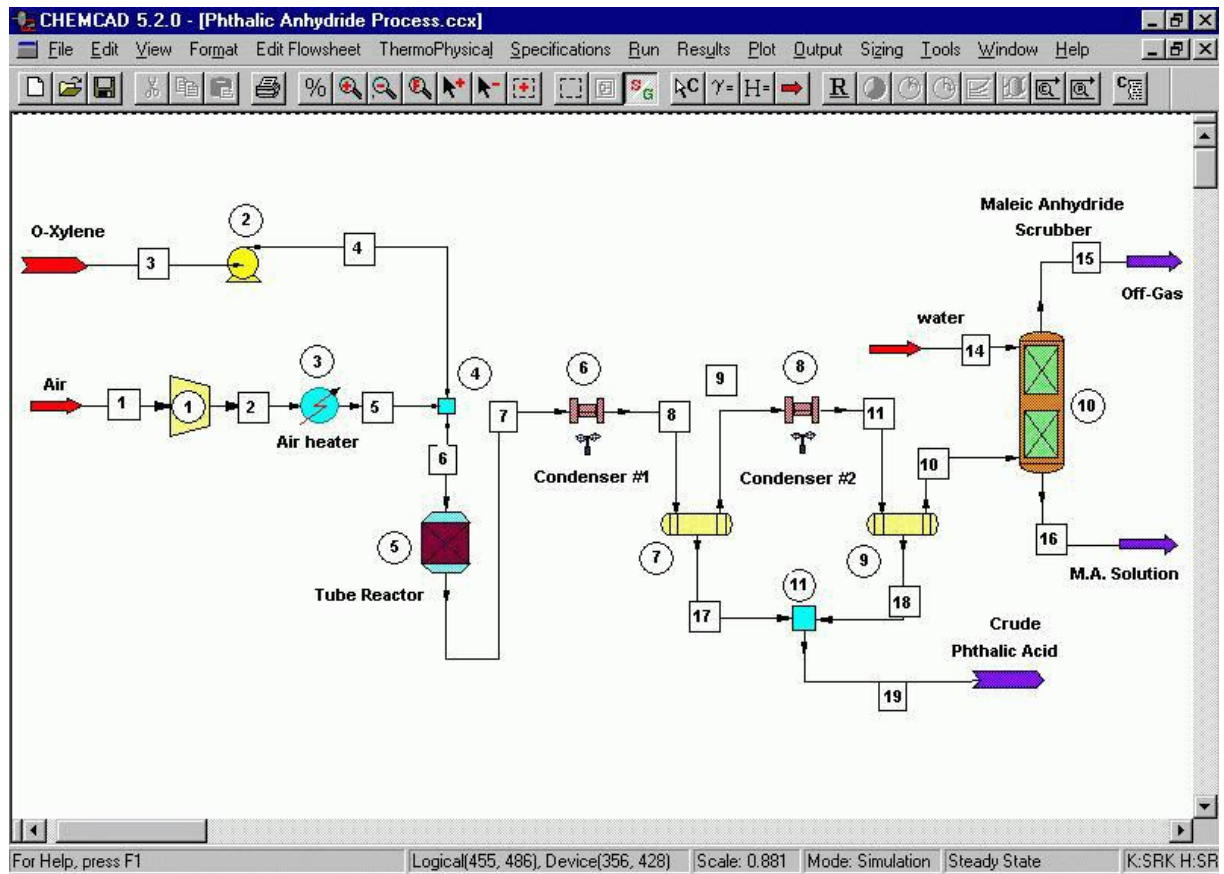 CHEMCAD 5.2.0 - [Phthalic Anhydride Process.ccx]
File Edit View Format Edit Flowsheet ThermoPhysical Specifications Run Results Plot Output Sizing Tools Window Help
% S G C γ= H= R C
Maleic Anhydride
Scrubber
2
O-Xylene
3
4
15
Off-Gas
water
14
3
4
6
9
8
Air
1
1
2
5
7
8
11
10
Air heater
6
10
Condenser #1
Condenser #2
5
7
9
16
M.A. Solution
Tube Reactor
11
17
18
Crude
Phthalic Acid
19
For Help, press F1 Logical(455, 486), Device(356, 428) Scale: 0.881 Mode: Simulation Steady State K:SRK H:SR